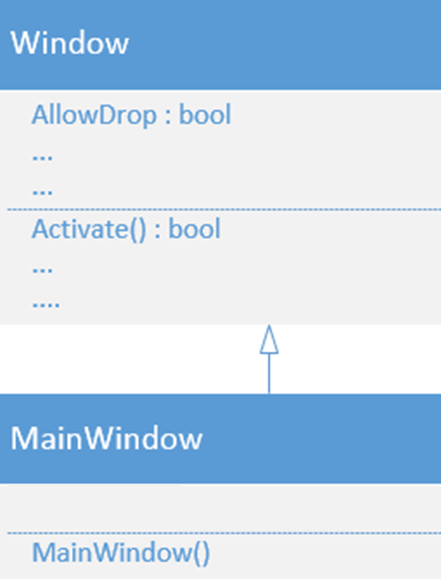 Window
AllowDrop : bool
...
...
Activate() : bool
...
....
MainWindow
MainWindow()